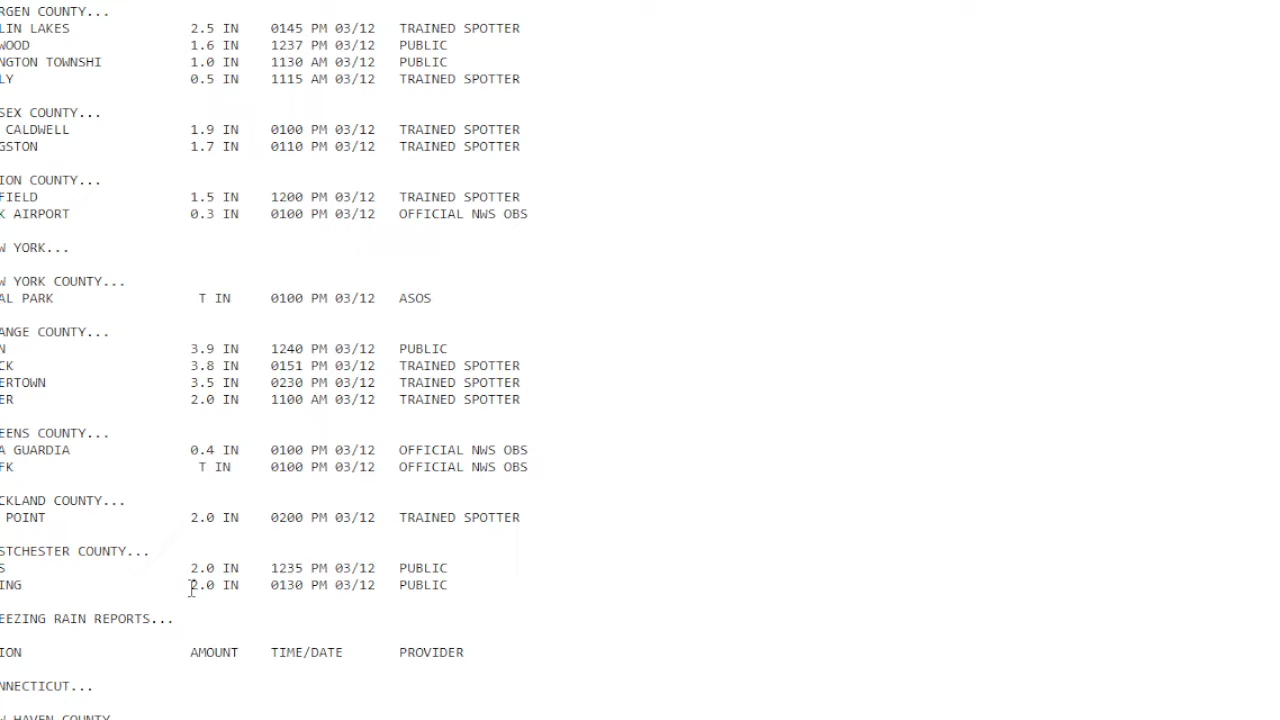 RGEN COUNTY...
LIN LAKES 2.5 IN 0145 PM 03/12 TRAINED SPOTTER
WOOD 1.6 IN 1237 PM 03/12 PUBLIC
NGTON TOWNSHI 1.0 IN 1130 AM 03/12 PUBLIC
LY 0.5 IN 1115 AM 03/12 TRAINED SPOTTER
SEX COUNTY...
CALDWELL 1.9 IN 0100 PM 03/12 TRAINED SPOTTER
GSTON 1.7 IN 0110 PM 03/12 TRAINED SPOTTER
ION COUNTY...
FIELD 1.5 IN 1200 PM 03/12 TRAINED SPOTTER
K AIRPORT 0.3 IN 0100 PM 03/12 OFFICIAL NWS OBS
W YORK...
W YORK COUNTY...
AL PARK T IN 0100 PM 03/12 ASOS
ANGE COUNTY...
N 3.9 IN 1240 PM 03/12 PUBLIC
CK 3.8 IN 0151 PM 03/12 TRAINED SPOTTER
ERTOWN 3.5 IN 0230 PM 03/12 TRAINED SPOTTER
ER 2.0 IN 1100 AM 03/12 TRAINED SPOTTER
EENS COUNTY...
A GUARDIA 0.4 IN 0100 PM 03/12 OFFICIAL NWS OBS
FK T IN 0100 PM 03/12 OFFICIAL NWS OBS
CKLAND COUNTY...
POINT 2.0 IN 0200 PM 03/12 TRAINED SPOTTER
STCHESTER COUNTY...
S 2.0 IN 1235 PM 03/12 PUBLIC
ING 2.0 IN 0130 PM 03/12 PUBLIC
EEZING RAIN REPORTS...
ION AMOUNT TIME/DATE PROVIDER
NNECTICUT...
W HAVEN COUNTY